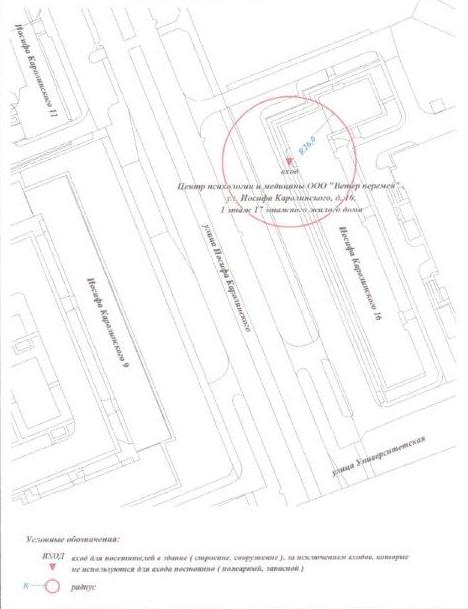 Иосифа Каролинского 11
R.26,0
вход
Центр психологии и медицины ООО "Ветер перемен"
ул. Иосифа Каролинского, д. 16,
1 этаж 17 этажного жилого дома
улица Иосифа Каролинского
Иосифа Каролинского 16
Иосифа Каролинского 9
улица Университетская
Условные обозначения:
ВХОД вход для посетителей в здание ( строение, сооружение ), за исключением входов, которые
не используются для входа постоянно ( пожарный, запасной )
R радиус